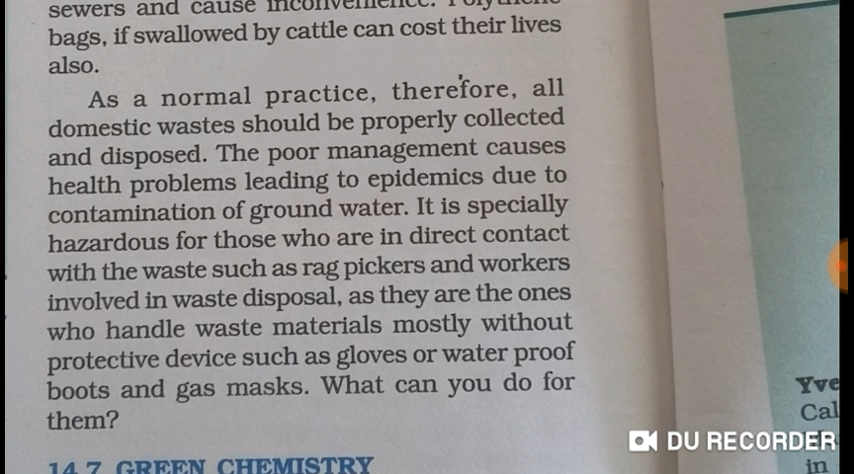 sewers and cause inconvenience. Polythene
bags, if swallowed by cattle can cost their lives
also.
As a normal practice, therefore, all
domestic wastes should be properly collected
and disposed. The poor management causes
health problems leading to epidemics due to
contamination of ground water. It is specially
hazardous for those who are in direct contact
with the waste such as rag pickers and workers
involved in waste disposal, as they are the ones
who handle waste materials mostly without
protective device such as gloves or water proof
boots and gas masks. What can you do for
them?
14.7 GREEN CHEMISTRY
Yve
Cal
in
DU RECORDER